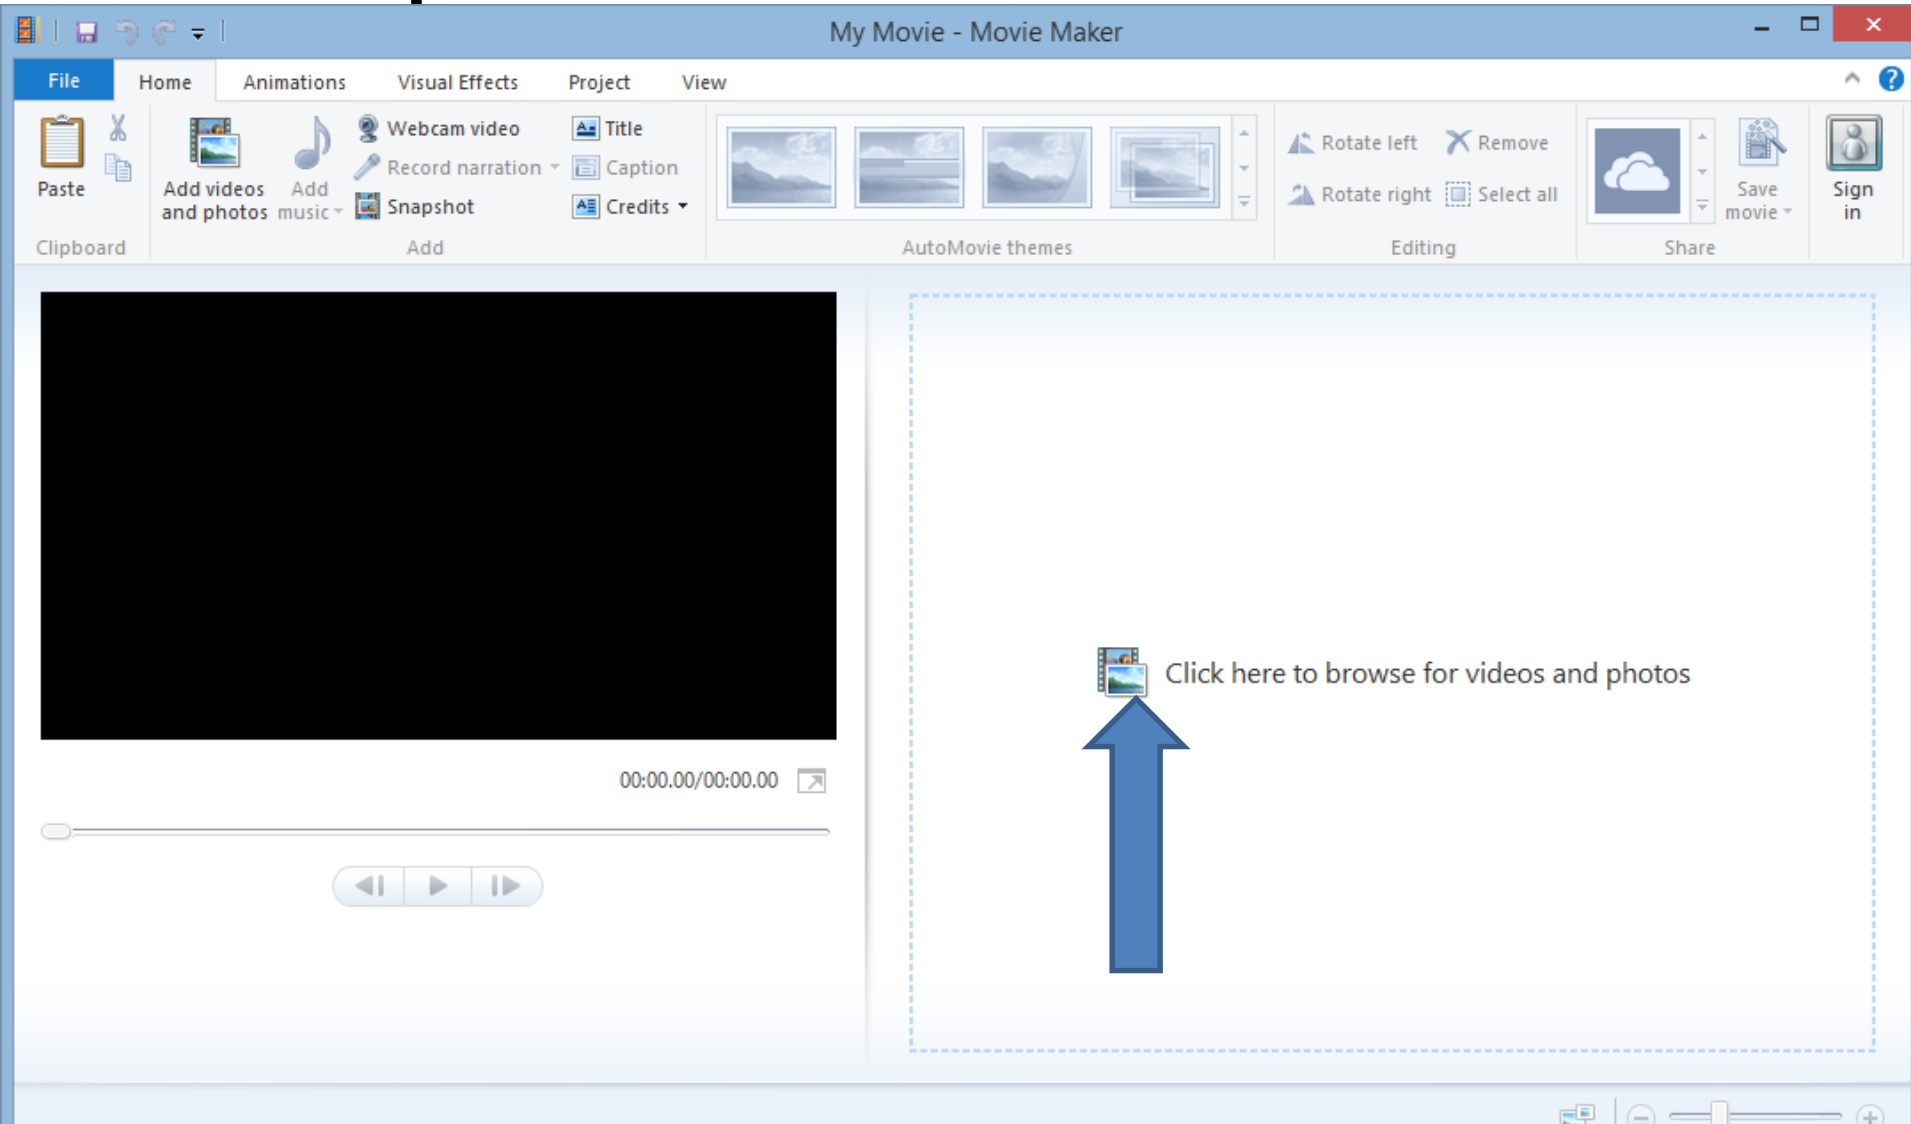 My Movie - Movie Maker
File Home Animations Visual Effects Project View
Paste
Clipboard
Add videos
and photos
Add
music
Webcam video
Record narration
Snapshot
Title
Caption
Credits
Add
AutoMovie themes
Rotate left
Remove
Rotate right
Select all
Editing
Share
Save
movie
Sign
in
Click here to browse for videos and photos
00:00.00/00:00.00